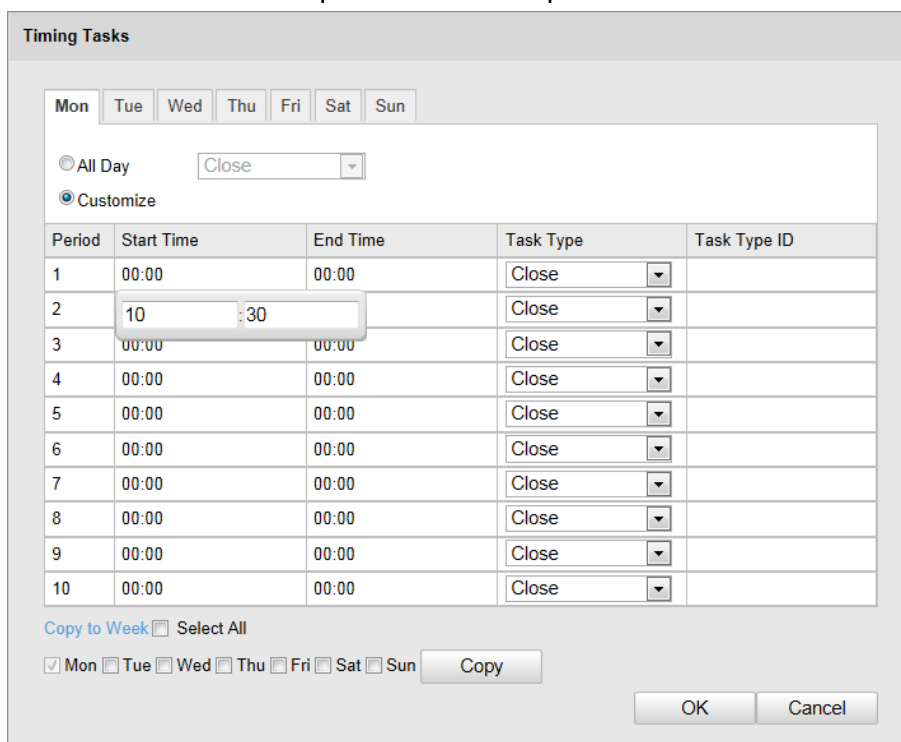 Timing Tasks
Mon Tue Wed Thu Fri Sat Sun
All Day Close
Customize
Period Start Time End Time Task Type Task Type ID
1 00:00 00:00 Close
2 10 : 30 Close
3 00:00 00:00 Close
4 00:00 00:00 Close
5 00:00 00:00 Close
6 00:00 00:00 Close
7 00:00 00:00 Close
8 00:00 00:00 Close
9 00:00 00:00 Close
10 00:00 00:00 Close
Copy to Week Select All
Mon Tue Wed Thu Fri Sat Sun Copy
OK Cancel